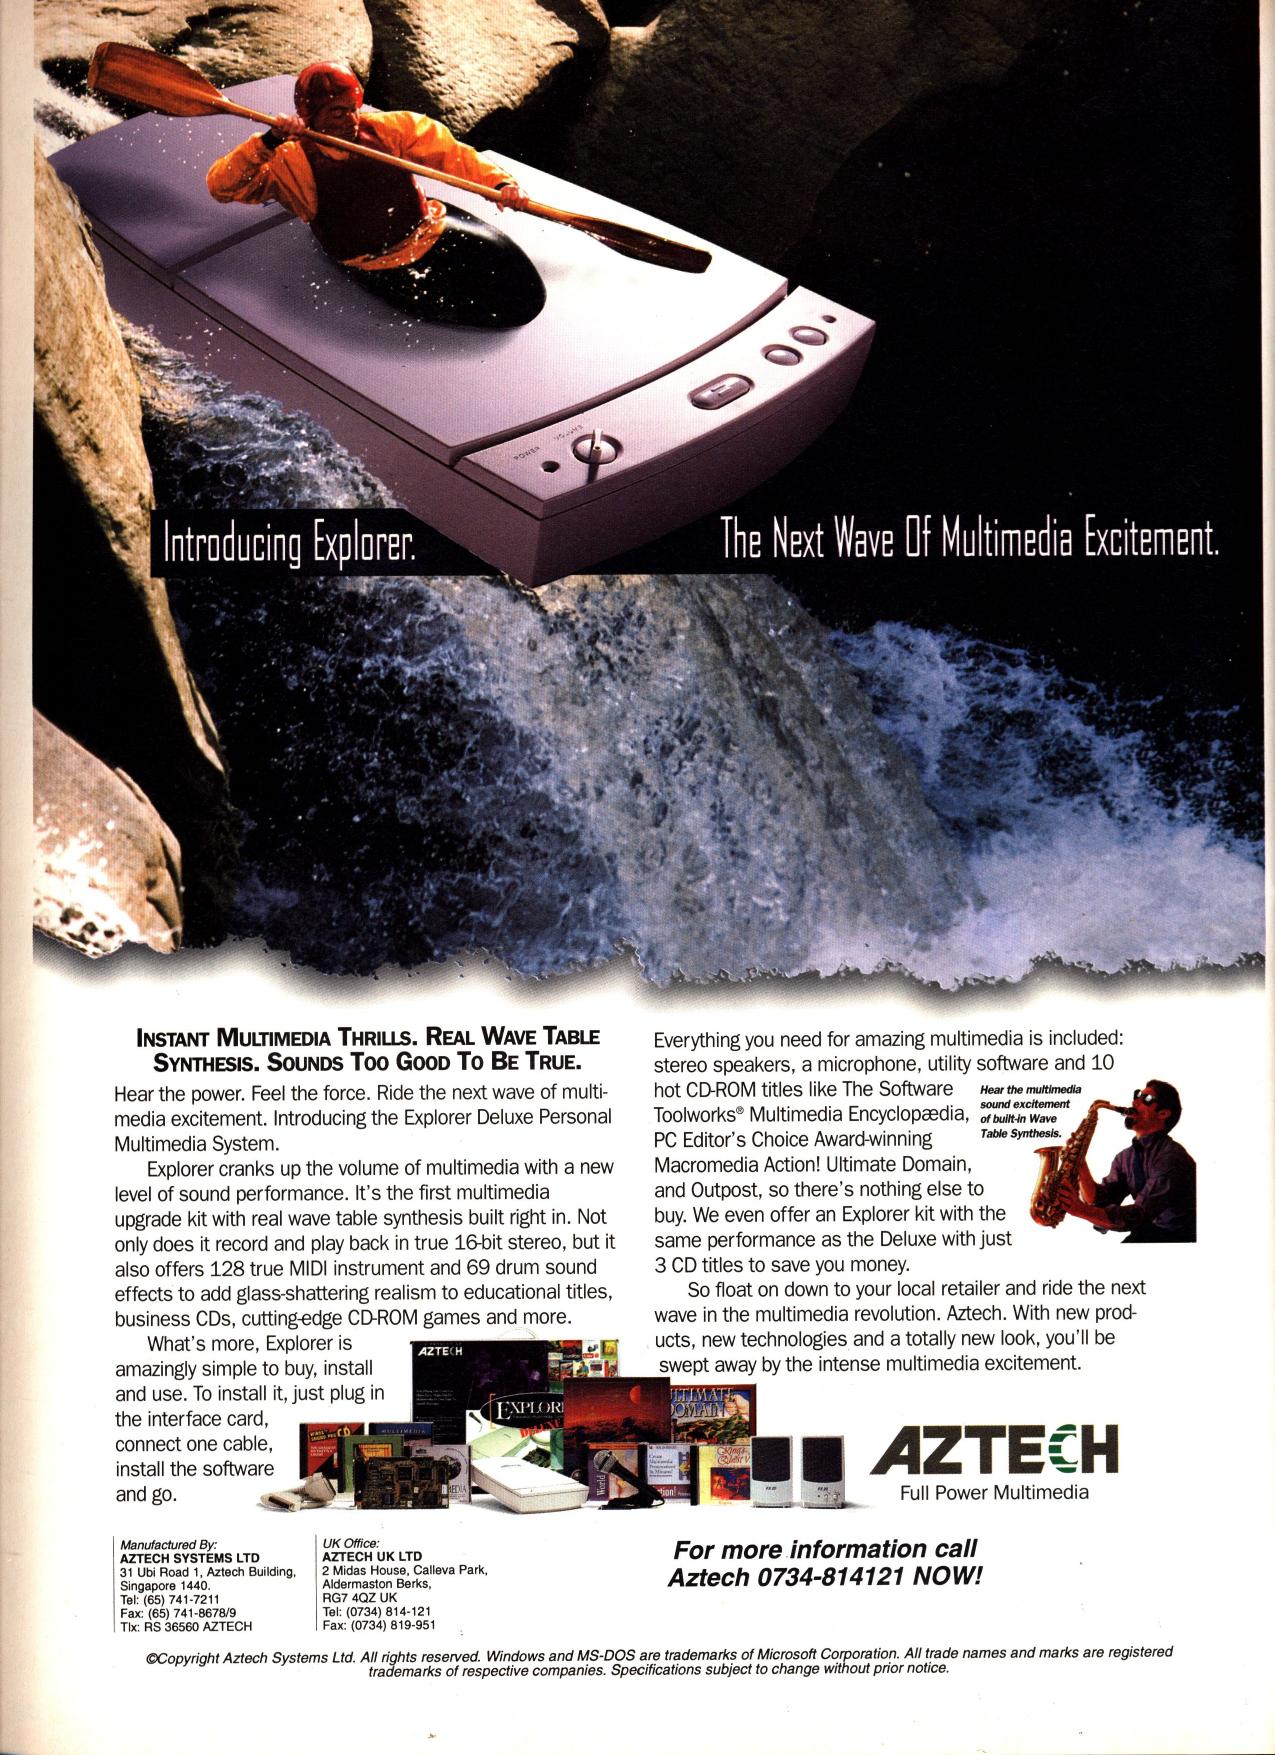 POWER
Introducing Explorer.
The Next Wave Of Multimedia Excitement.
INSTANT MULTIMEDIA THRILLS. REAL WAVE TABLE
SYNTHESIS. SOUNDS TOO GOOD TO BE TRUE.
Hear the power. Feel the force. Ride the next wave of multi-
media excitement. Introducing the Explorer Deluxe Personal
Multimedia System.
Explorer cranks up the volume of multimedia with a new
level of sound performance. It's the first multimedia
upgrade kit with real wave table synthesis built right in. Not
only does it record and play back in true 16-bit stereo, but it
also offers 128 true MIDI instrument and 69 drum sound
effects to add glass-shattering realism to educational titles,
business CDs, cutting-edge CD-ROM games and more.
What's more, Explorer is
amazingly simple to buy, install
and use. To install it, just plug in
the interface card,
connect one cable,
install the software
and go.
Everything you need for amazing multimedia is included:
stereo speakers, a microphone, utility software and 10
hot CD-ROM titles like The Software
Toolworks® Multimedia Encyclopædia,
PC Editor's Choice Award-winning
Macromedia Action! Ultimate Domain,
and Outpost, so there's nothing else to
buy. We even offer an Explorer kit with the
same performance as the Deluxe with just
3 CD titles to save you money.
So float on down to your local retailer and ride the next
wave in the multimedia revolution. Aztech. With new prod-
ucts, new technologies and a totally new look, you'll be
swept away by the intense multimedia excitement.
Hear the multimedia
sound excitement
of built-in Wave
Table Synthesis.
AZTECH
EXPLOR
DELUXE
ULTIMATE
DOMAIN
MULTIMEDIA
AZTECH
Full Power Multimedia
Manufactured By:
AZTECH SYSTEMS LTD
31 Ubi Road 1, Aztech Building,
Singapore 1440.
Tel: (65) 741-7211
Fax: (65) 741-8678/9
Tlx: RS 36560 AZTECH
UK Office:
AZTECH UK LTD
2 Midas House, Calleva Park,
Aldermaston Berks,
RG7 4QZ UK
Tel: (0734) 814-121
Fax: (0734) 819-951
For more information call
Aztech 0734-814121 NOW!
©Copyright Aztech Systems Ltd. All rights reserved. Windows and MS-DOS are trademarks of Microsoft Corporation. All trade names and marks are registered
trademarks of respective companies. Specifications subject to change without prior notice.